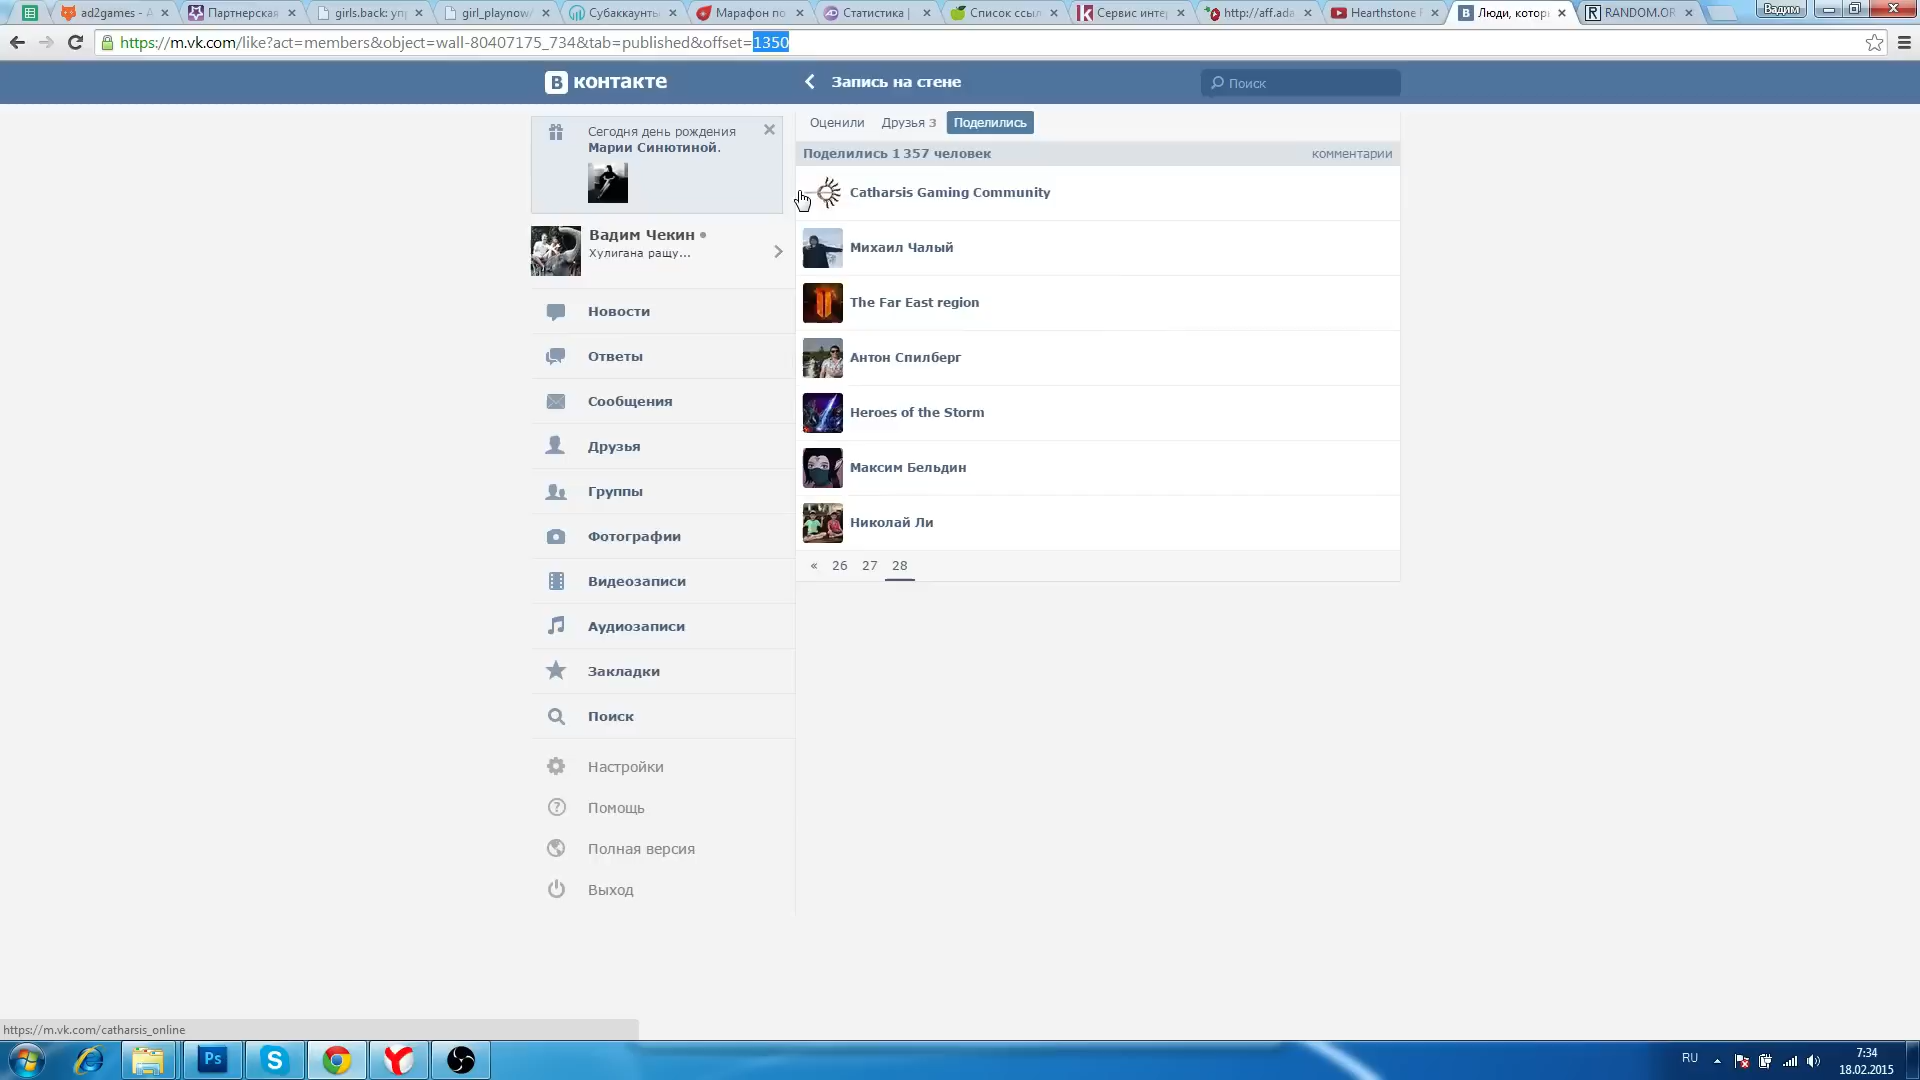 ad2games - A
Партнерская
girls.back: упр
girl_playnow/
Субаккаунты
Марафон по
Статистика |
Список ссыл
Сервис инте
http://aff.ada
Hearthstone
Люди, котор
RANDOM.OR
Вадим
https://m.vk.com/like?act=members&object=wall-80407175_734&tab=published&offset=1350
В контакте
Запись на стене
Поиск
Сегодня день рождения
Марии Синютиной.
Оценили Друзья 3 Поделились
Поделились 1 357 человек комментарии
Catharsis Gaming Community
Вадим Чекин
Хулигана ращу...
Михаил Чалый
The Far East region
Антон Спилберг
Heroes of the Storm
Максим Бельдин
Николай Ли
« 26 27 28
Новости
Ответы
Сообщения
Друзья
Группы
Фотографии
Видеозаписи
Аудиозаписи
Закладки
Поиск
Настройки
Помощь
Полная версия
Выход
https://m.vk.com/catharsis_online
Ps
RU
7:34
18.02.2015